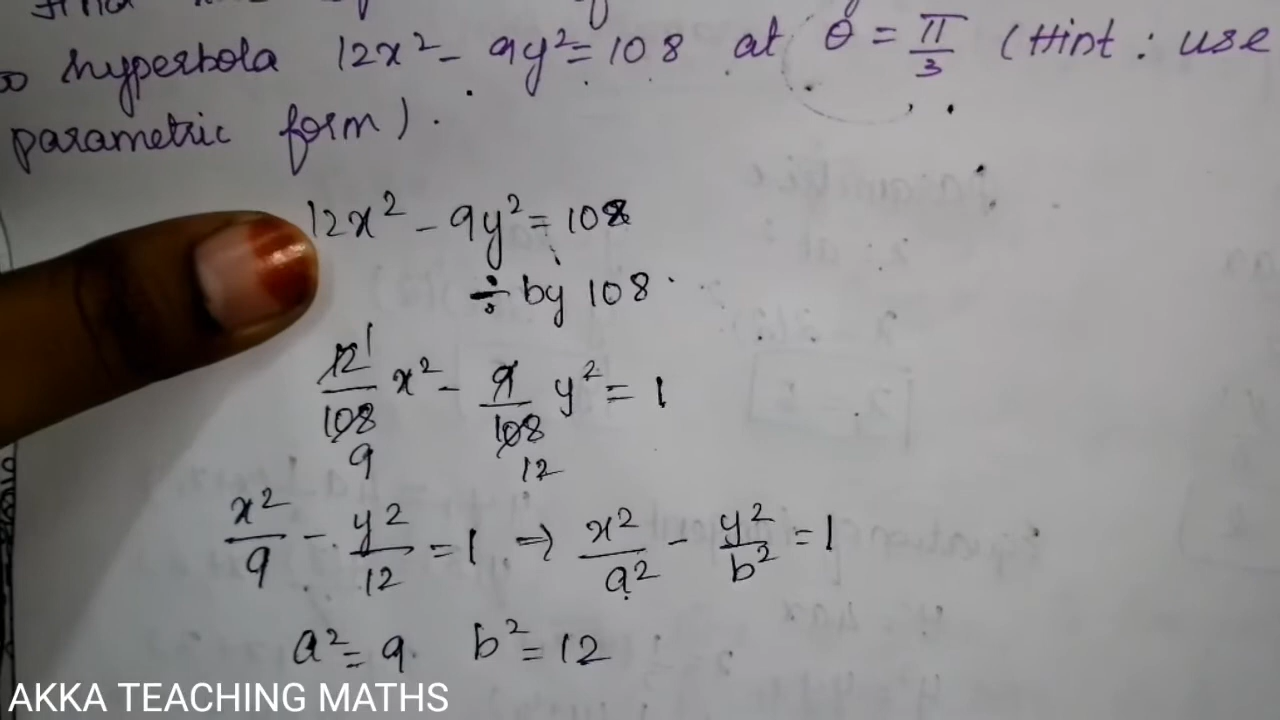 hyperbola 12x² - 9y² = 108 at θ = π/3 (Hint : use
parametric form).
12x² - 9y² = 108
÷ by 108
12/108 x² - 9/108 y² = 1
1 9 12
x²/9 - y²/12 = 1 ⇒ x²/a² - y²/b² = 1
a² = 9 b² = 12
AKKA TEACHING MATHS